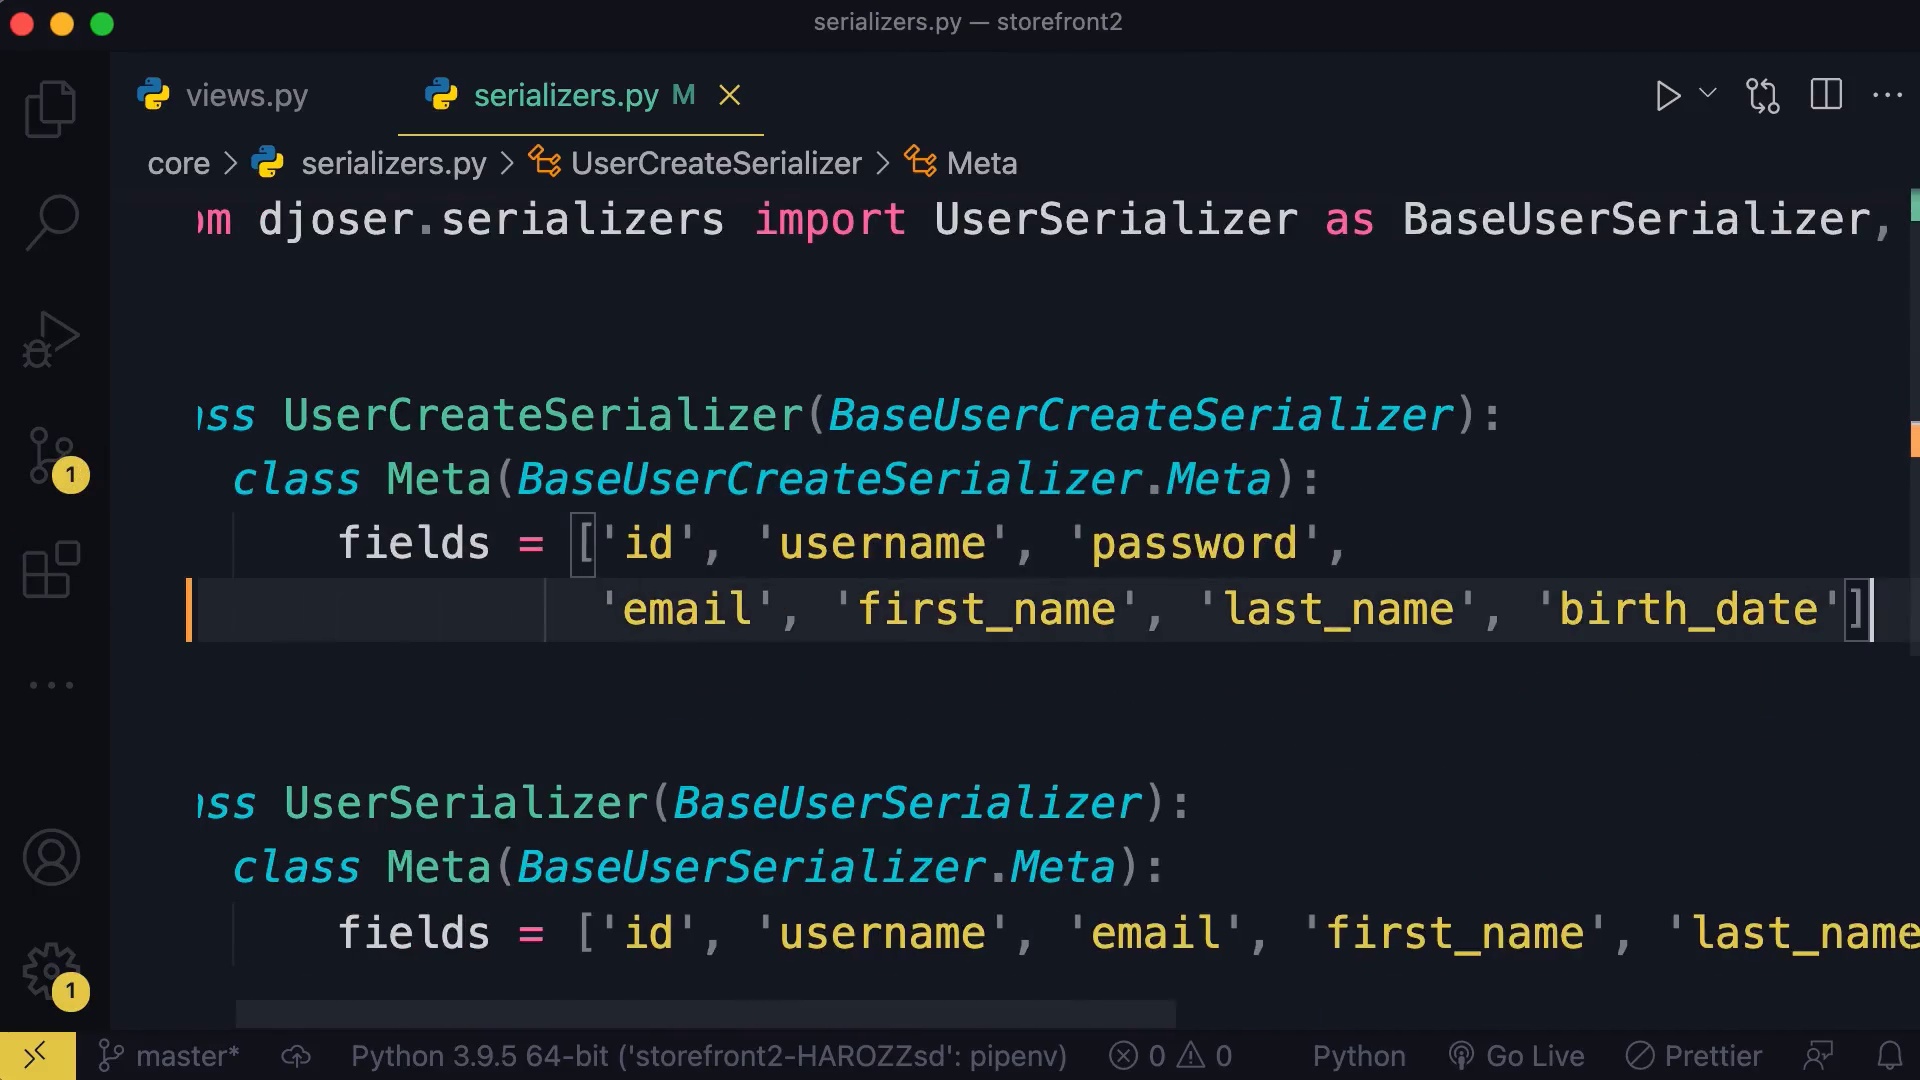 serializers.py — storefront2
views.py serializers.py M
core > serializers.py > UserCreateSerializer > Meta
om djoser.serializers import UserSerializer as BaseUserSerializer,
ass UserCreateSerializer(BaseUserCreateSerializer):
class Meta(BaseUserCreateSerializer.Meta):
fields = ['id', 'username', 'password',
'email', 'first_name', 'last_name', 'birth_date']
ass UserSerializer(BaseUserSerializer):
class Meta(BaseUserSerializer.Meta):
fields = ['id', 'username', 'email', 'first_name', 'last_name
1
1
master* Python 3.9.5 64-bit ('storefront2-HAROZZsd': pipenv) 0 0 Python Go Live Prettier